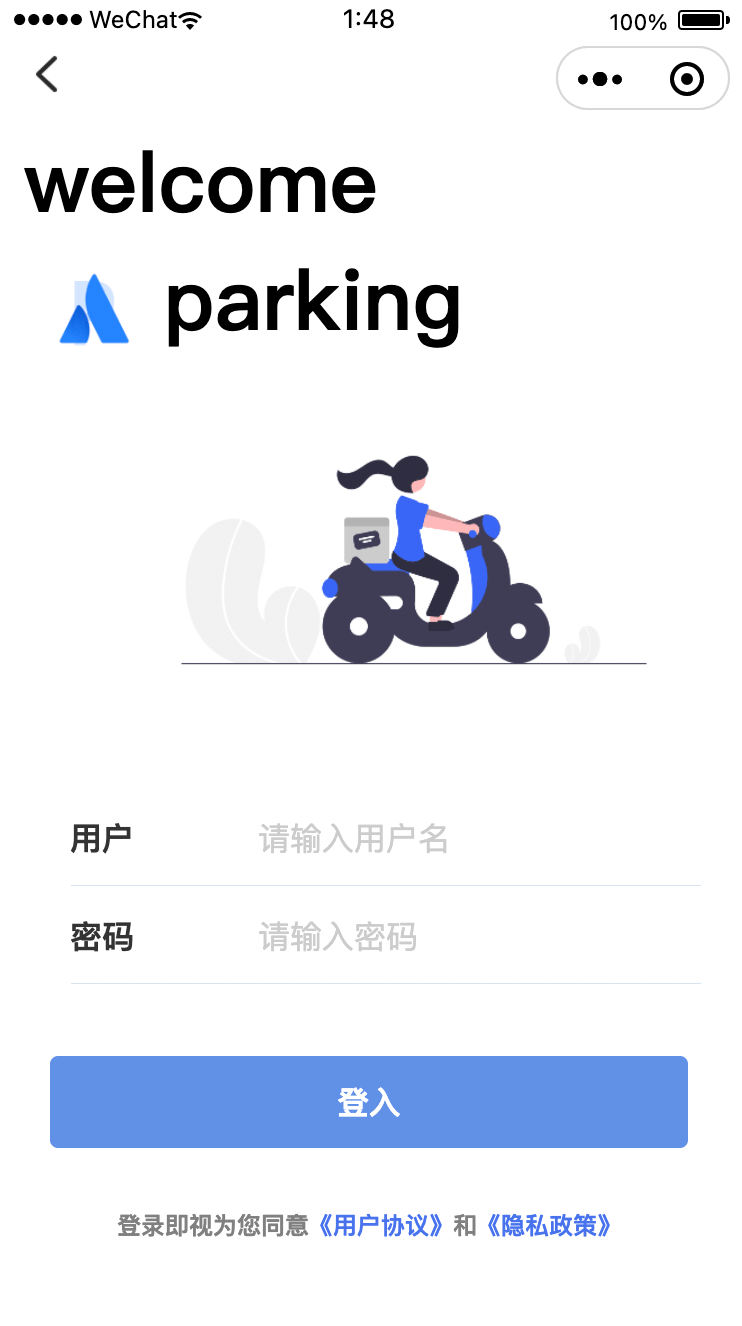 WeChat 1:48 100%
welcome
parking
用户 请输入用户名
密码 请输入密码
登入
登录即视为您同意《用户协议》和《隐私政策》